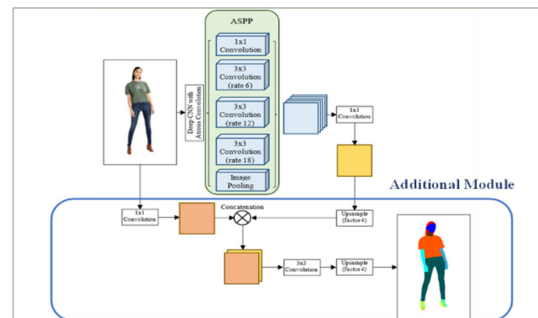 ASPP
1x1
Convolution
3x3
Convolution
(rate 6)
3x3
Convolution
(rate 12)
3x3
Convolution
(rate 18)
Image
Pooling
Deep CNN with
Atrous Convolution
1x1
Convolution
Additional Module
1x1
Convolution
Concatenation
Upsample
(factor 4)
3x3
Convolution
Upsample
(factor 4)